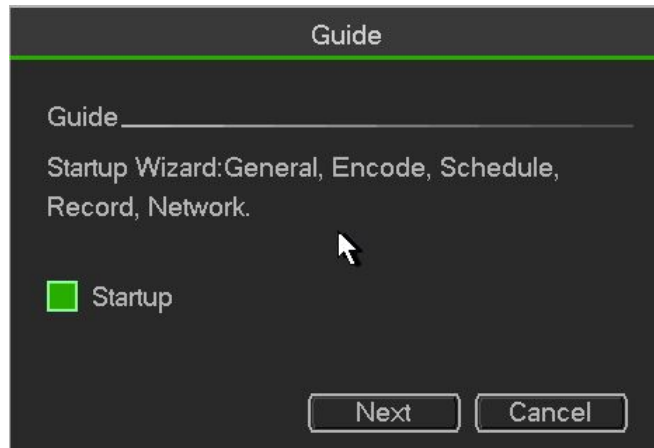 Guide
Guide
Startup Wizard:General, Encode, Schedule,
Record, Network.
Startup
Next Cancel